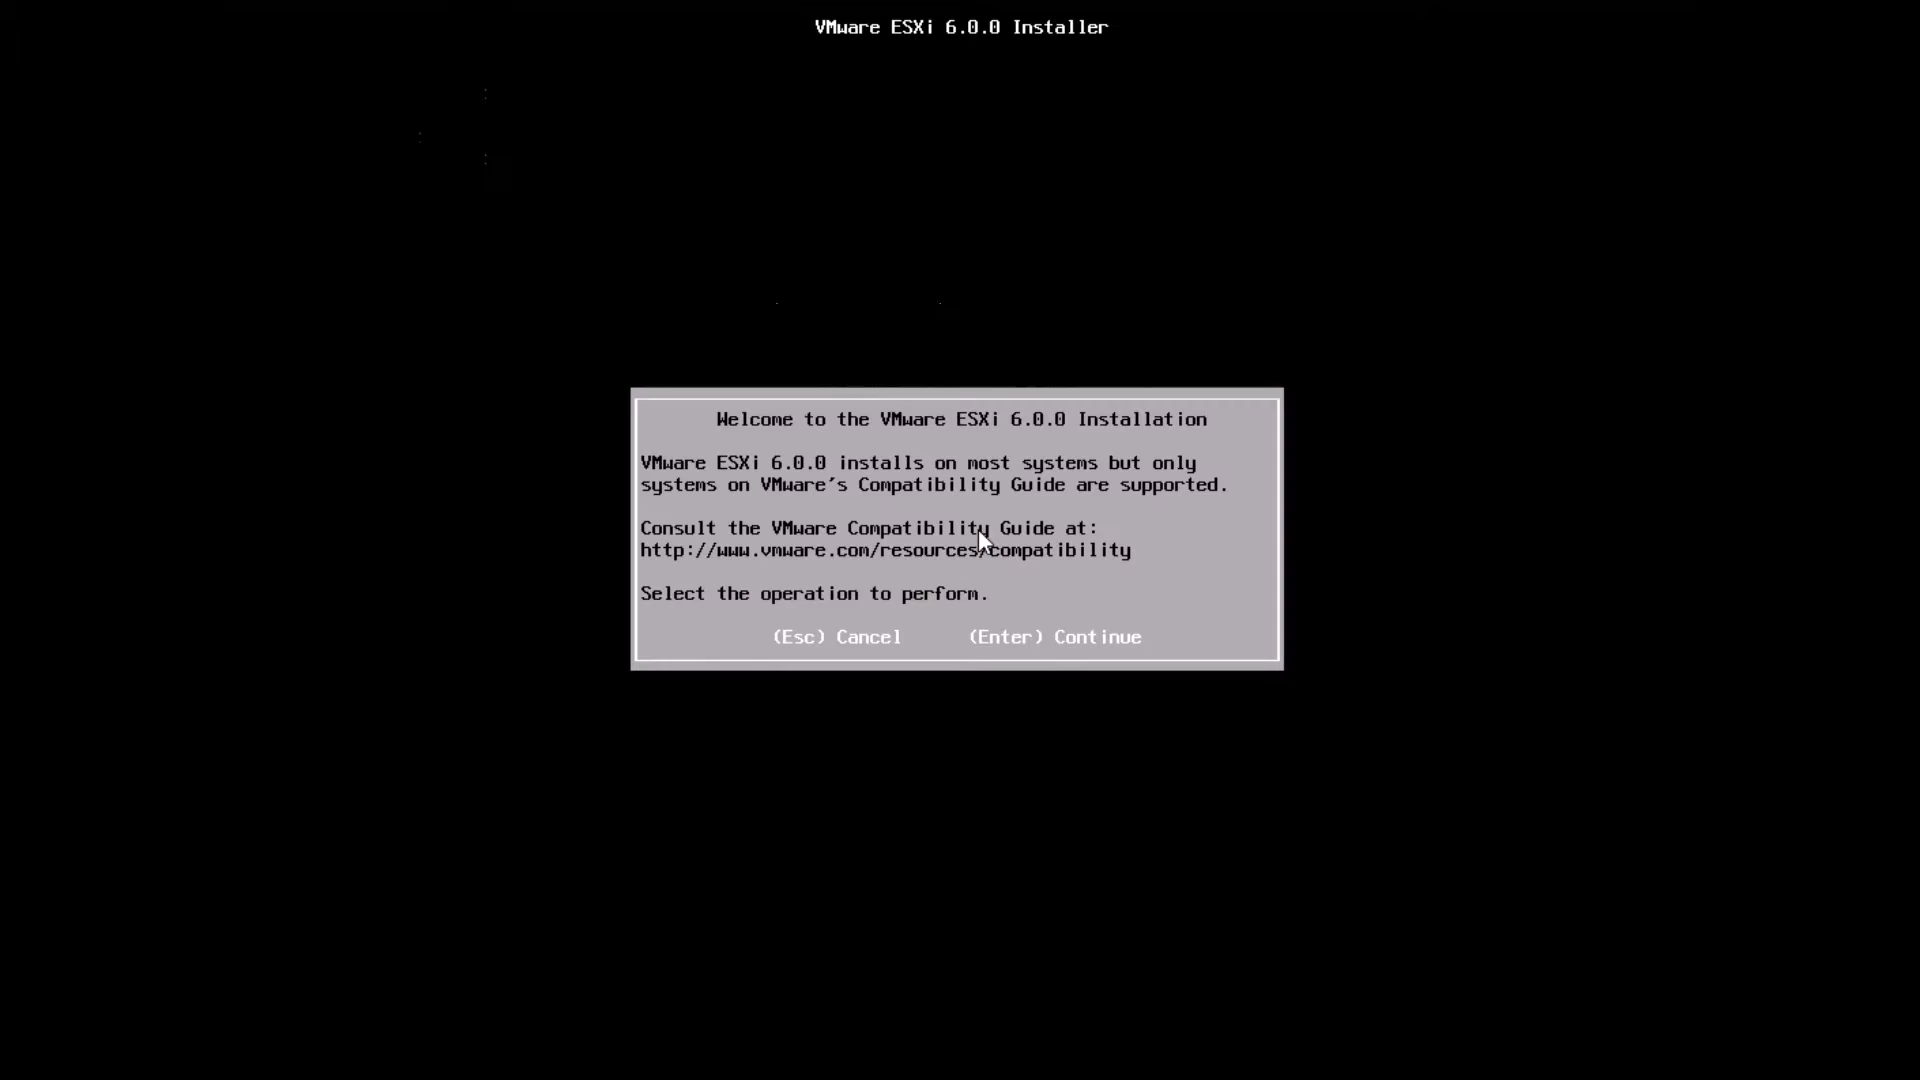 VMware ESXi 6.0.0 Installer
Welcome to the VMware ESXi 6.0.0 Installation
VMware ESXi 6.0.0 installs on most systems but only
systems on VMware's Compatibility Guide are supported.
Consult the VMware Compatibility Guide at:
http://www.vmware.com/resources/compatibility
Select the operation to perform.
(Esc) Cancel (Enter) Continue